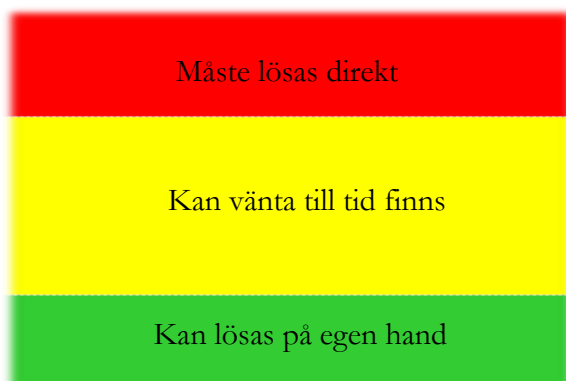 Måste lösas direkt
Kan vänta till tid finns
Kan lösas på egen hand